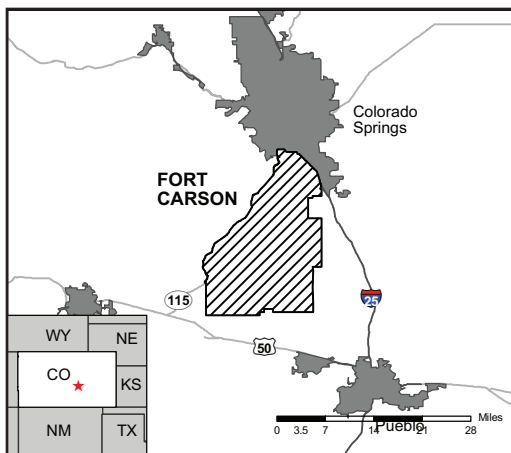 Colorado
Springs
FORT
CARSON
115
25
50
WY
NE
CO
KS
NM
TX
Pueblo
Miles
0 3.5 7 14 21 28